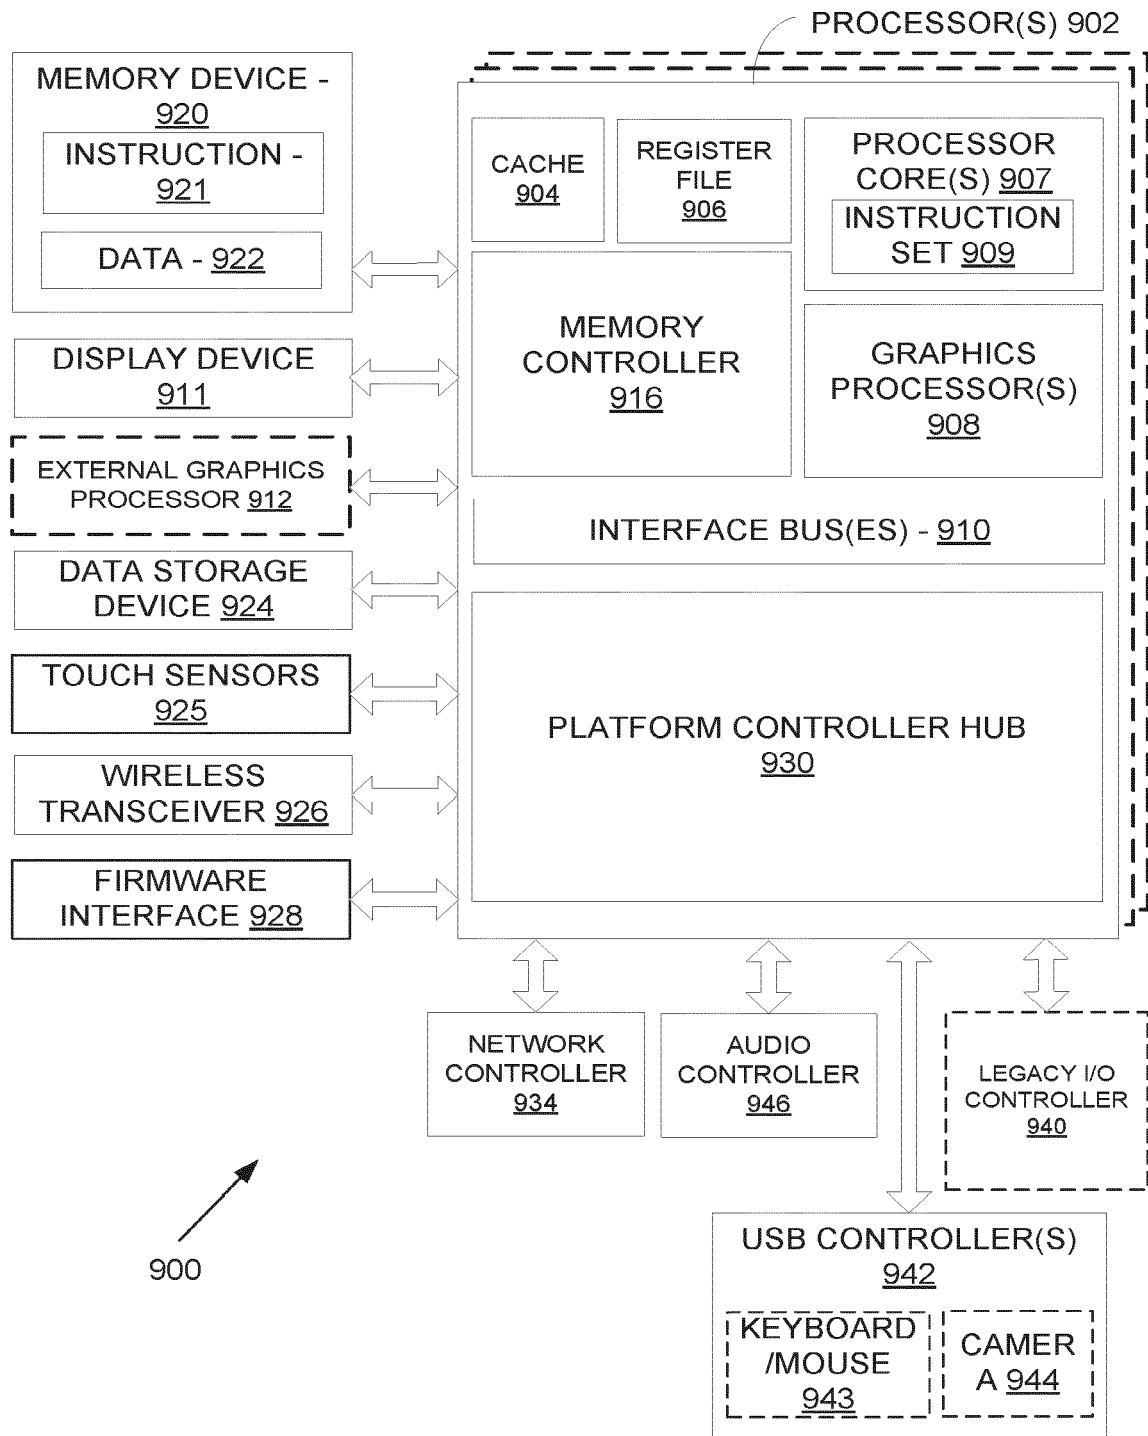 PROCESSOR(S) 902
MEMORY DEVICE -
920
INSTRUCTION -
921
DATA - 922
DISPLAY DEVICE
911
EXTERNAL GRAPHICS
PROCESSOR 912
DATA STORAGE
DEVICE 924
TOUCH SENSORS
925
WIRELESS
TRANSCEIVER 926
FIRMWARE
INTERFACE 928
CACHE
904
REGISTER
FILE
906
PROCESSOR
CORE(S) 907
INSTRUCTION
SET 909
MEMORY
CONTROLLER
916
GRAPHICS
PROCESSOR(S)
908
INTERFACE BUS(ES) - 910
PLATFORM CONTROLLER HUB
930
NETWORK
CONTROLLER
934
AUDIO
CONTROLLER
946
LEGACY I/O
CONTROLLER
940
USB CONTROLLER(S)
942
KEYBOARD
/MOUSE
943
CAMER
A 944
900